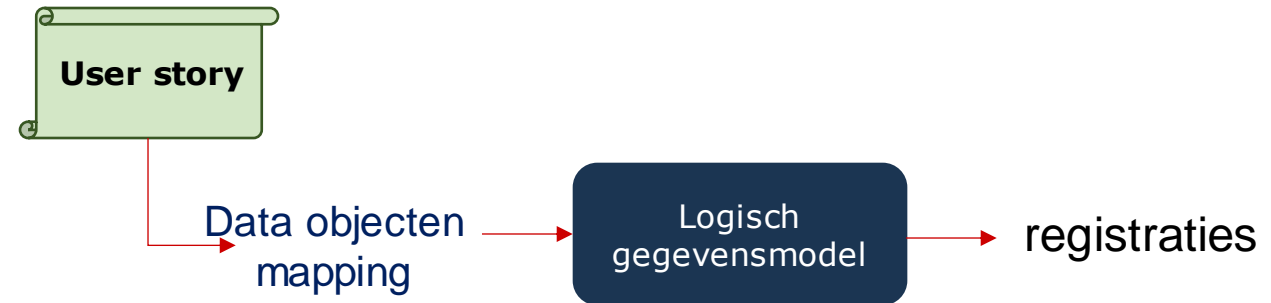 User story
Data objecten
mapping
Logisch
gegevensmodel
registraties